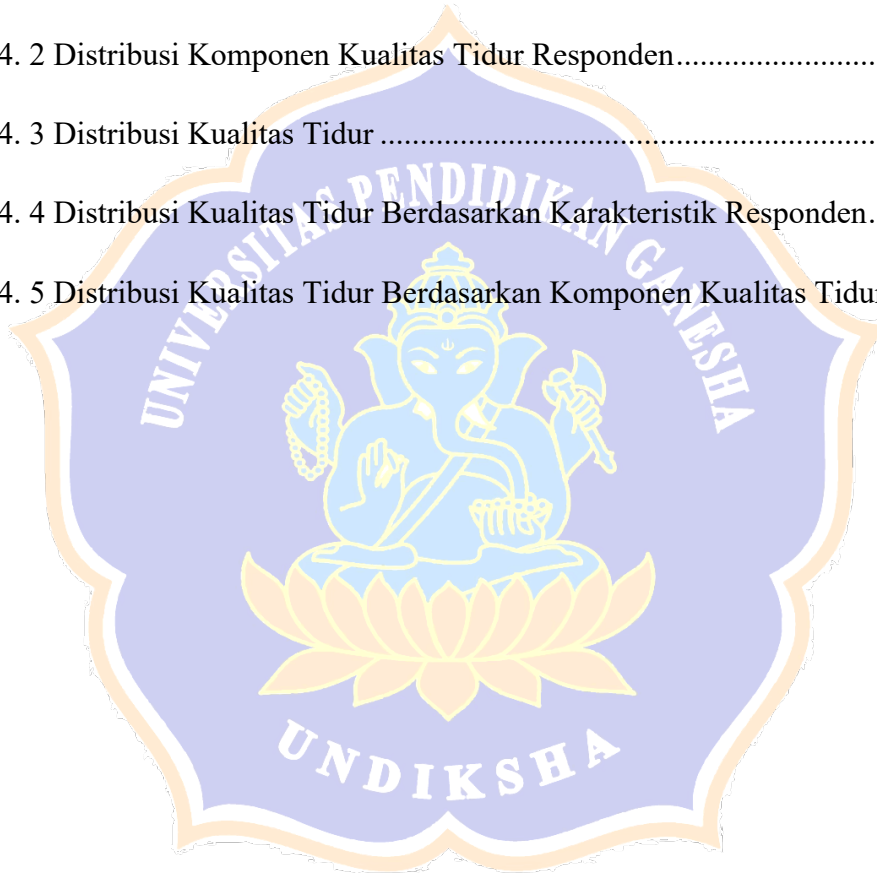 4. 2 Distribusi Komponen Kualitas Tidur Responden........................
4. 3 Distribusi Kualitas Tidur ............................................................
4. 4 Distribusi Kualitas Tidur Berdasarkan Karakteristik Responden.
4. 5 Distribusi Kualitas Tidur Berdasarkan Komponen Kualitas Tidur
UNIVERSITAS PENDIDIKAN GANESHA
UNDIKSHA